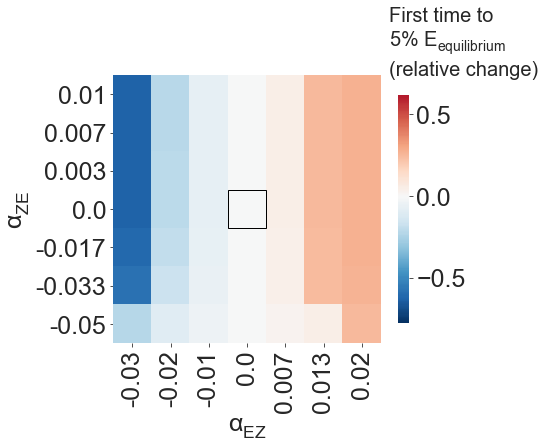 First time to
5% E_equilibrium
(relative change)
0.01
0.007
0.003
0.0
-0.017
-0.033
-0.05
α_ZE
0.5
0.0
−0.5
-0.03 -0.02 -0.01 0.0 0.007 0.013 0.02
α_EZ